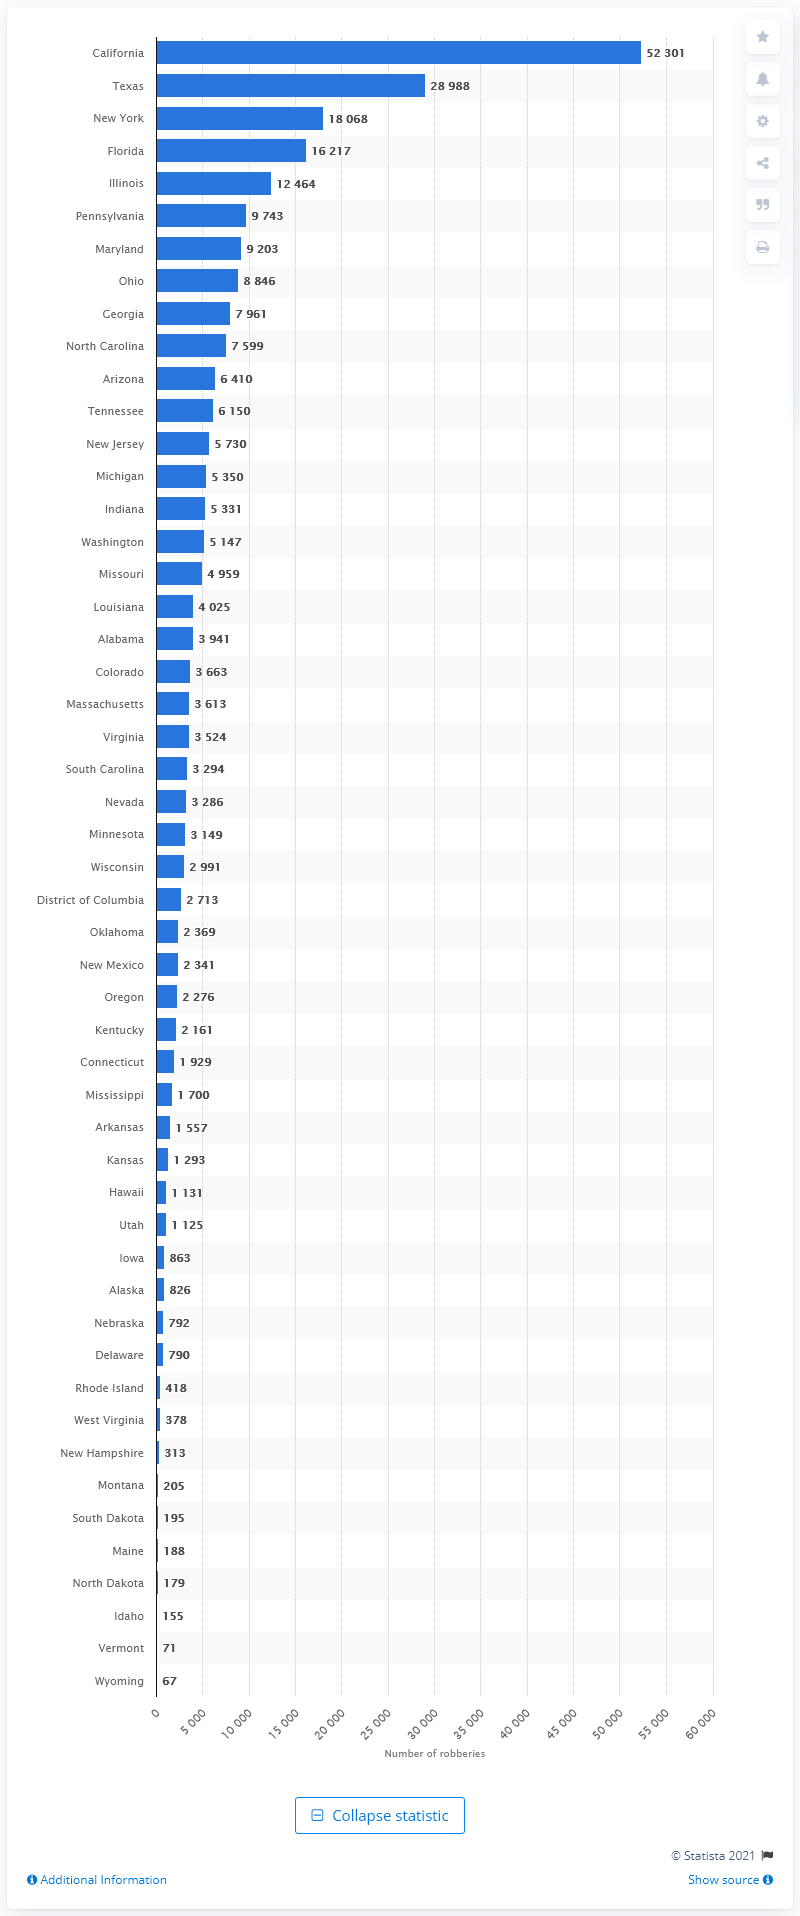 California 52 301
Texas 28 988
New York 18 068
Florida 16 217
Illinois 12 464
Pennsylvania 9 743
Maryland 9 203
Ohio 8 846
Georgia 7 961
North Carolina 7 599
Arizona 6 410
Tennessee 6 150
New Jersey 5 730
Michigan 5 350
Indiana 5 331
Washington 5 147
Missouri 4 959
Louisiana 4 025
Alabama 3 941
Colorado 3 663
Massachusetts 3 613
Virginia 3 524
South Carolina 3 294
Nevada 3 286
Minnesota 3 149
Wisconsin 2 991
District of Columbia 2 713
Oklahoma 2 369
New Mexico 2 341
Oregon 2 276
Kentucky 2 161
Connecticut 1 929
Mississippi 1 700
Arkansas 1 557
Kansas 1 293
Hawaii 1 131
Utah 1 125
Iowa 863
Alaska 826
Nebraska 792
Delaware 790
Rhode Island 418
West Virginia 378
New Hampshire 313
Montana 205
South Dakota 195
Maine 188
North Dakota 179
Idaho 155
Vermont 71
Wyoming 67
0 5 000 10 000 15 000 20 000 25 000 30 000 35 000 40 000 45 000 50 000 55 000 60 000
Number of robberies
Collapse statistic
© Statista 2021
Additional Information Show source